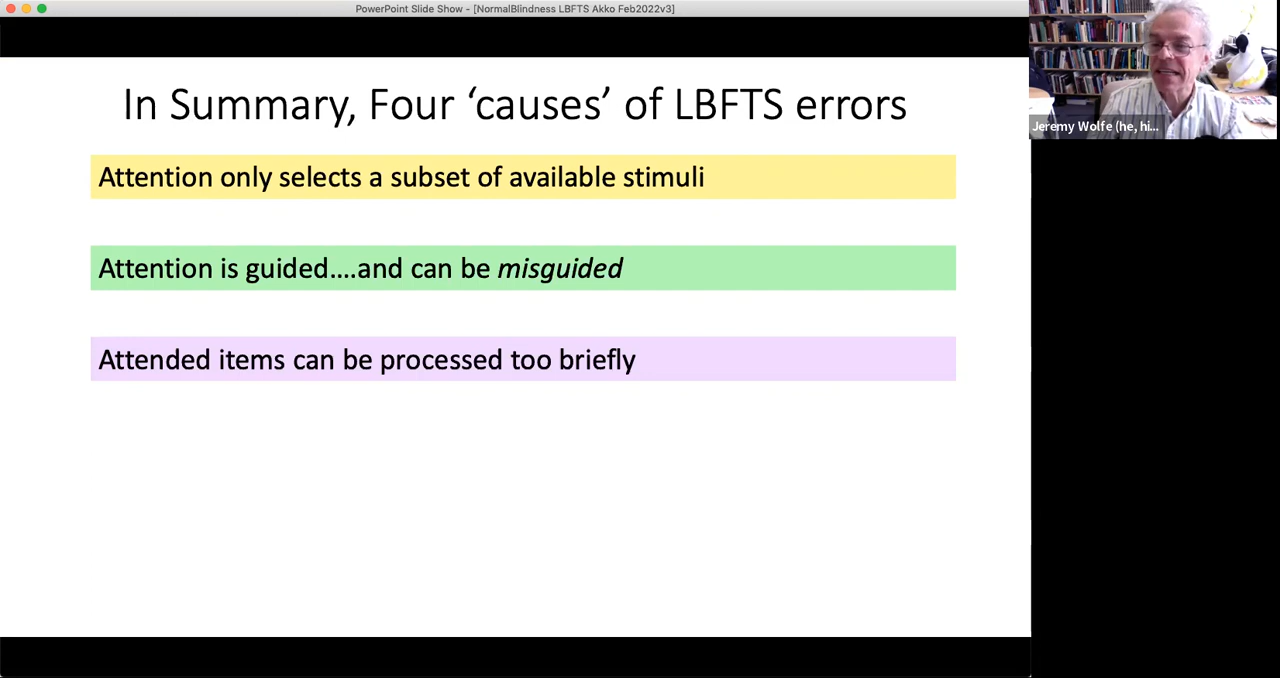 PowerPoint Slide Show - [NormalBlindness LBFTS Akko Feb2022v3]
In Summary, Four ‘causes’ of LBFTS errors
Attention only selects a subset of available stimuli
Attention is guided....and can be misguided
Attended items can be processed too briefly
Jeremy Wolfe (he, hi...